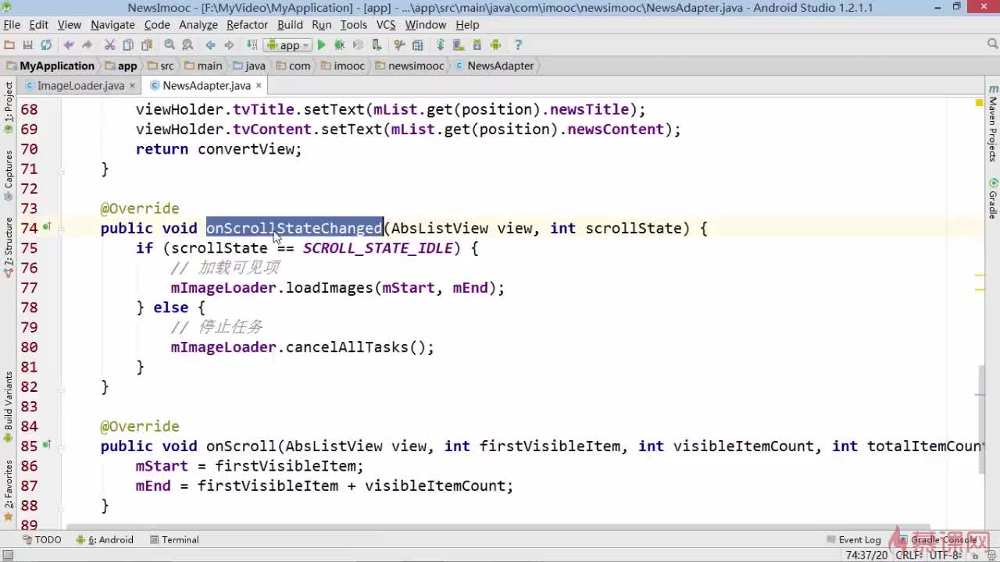 NewsImooc - [F:\MyVideo\MyApplication] - [app] - ...\app\src\main\java\com\imooc\newsimooc\NewsAdapter.java - Android Studio 1.2.1.1
File Edit View Navigate Code Analyze Refactor Build Run Tools VCS Window Help
app
MyApplication app src main java com imooc newsimooc NewsAdapter
ImageLoader.java NewsAdapter.java
1: Project
Captures
Z: Structure
Build Variants
2: Favorites
68 viewHolder.tvTitle.setText(mList.get(position).newsTitle);
69 viewHolder.tvContent.setText(mList.get(position).newsContent);
70 return convertView;
71 }
72
73 @Override
74 public void onScrollStateChanged(AbsListView view, int scrollState) {
75 if (scrollState == SCROLL_STATE_IDLE) {
76 // 加载可见项
77 mImageLoader.loadImages(mStart, mEnd);
78 } else {
79 // 停止任务
80 mImageLoader.cancelAllTasks();
81 }
82 }
83
84 @Override
85 public void onScroll(AbsListView view, int firstVisibleItem, int visibleItemCount, int totalItemCoun
86 mStart = firstVisibleItem;
87 mEnd = firstVisibleItem + visibleItemCount;
88 }
89
m Maven Projects
Gradle
TODO 6: Android Terminal Event Log Gradle Console
74:37/20 CRLF÷ UTF-8÷
慕课网